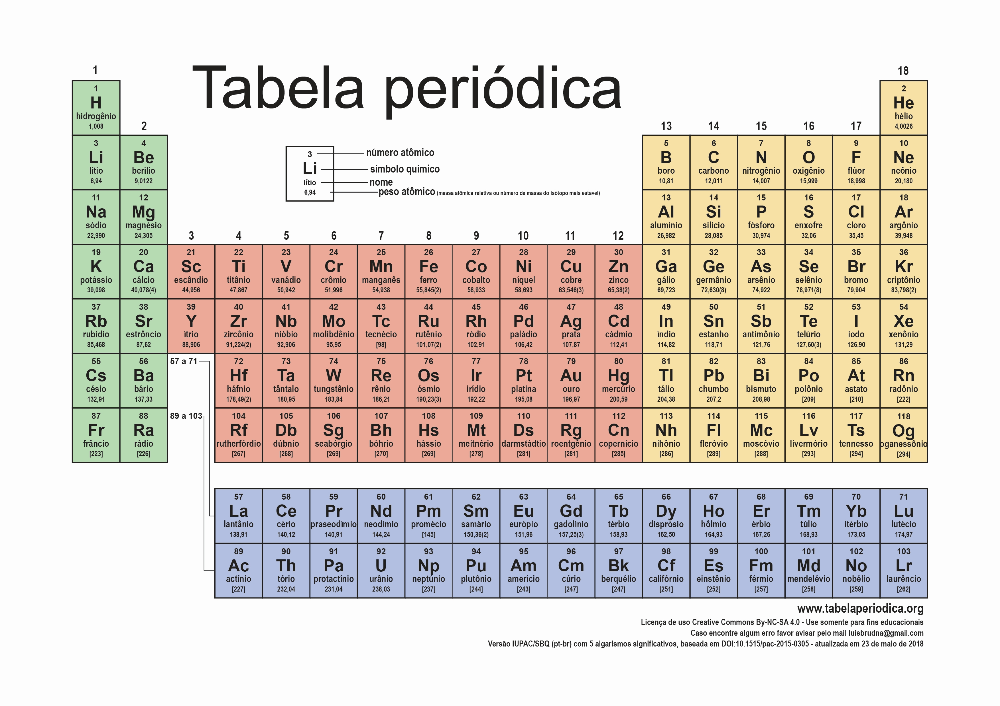 Tabela periódica
1
18
1 H hidrogênio 1,008
2 He hélio 4,0026
2
13 14 15 16 17
3 Li lítio 6,94
4 Be berílio 9,0122
3 número atômico
Li símbolo químico
lítio nome
6,94 peso atômico (massa atômica relativa ou número de massa do isótopo mais estável)
5 B boro 10,81
6 C carbono 12,011
7 N nitrogênio 14,007
8 O oxigênio 15,999
9 F flúor 18,998
10 Ne neônio 20,180
11 Na sódio 22,990
12 Mg magnésio 24,305
13 Al alumínio 26,982
14 Si silício 28,085
15 P fósforo 30,974
16 S enxofre 32,06
17 Cl cloro 35,45
18 Ar argônio 39,948
3 4 5 6 7 8 9 10 11 12
19 K potássio 39,098
20 Ca cálcio 40,078(4)
21 Sc escândio 44,956
22 Ti titânio 47,867
23 V vanádio 50,942
24 Cr crômio 51,996
25 Mn manganês 54,938
26 Fe ferro 55,845(2)
27 Co cobalto 58,933
28 Ni níquel 58,693
29 Cu cobre 63,546(3)
30 Zn zinco 65,38(2)
31 Ga gálio 69,723
32 Ge germânio 72,630(8)
33 As arsênio 74,922
34 Se selênio 78,971(8)
35 Br bromo 79,904
36 Kr criptônio 83,798(2)
37 Rb rubídio 85,468
38 Sr estrôncio 87,62
39 Y ítrio 88,906
40 Zr zircônio 91,224(2)
41 Nb nióbio 92,906
42 Mo molibdênio 95,95
43 Tc tecnécio [98]
44 Ru rutênio 101,07(2)
45 Rh ródio 102,91
46 Pd paládio 106,42
47 Ag prata 107,87
48 Cd cádmio 112,41
49 In índio 114,82
50 Sn estanho 118,71
51 Sb antimônio 121,76
52 Te telúrio 127,60(3)
53 I iodo 126,90
54 Xe xenônio 131,29
55 Cs césio 132,91
56 Ba bário 137,33
57 a 71
72 Hf háfnio 178,49(2)
73 Ta tântalo 180,95
74 W tungstênio 183,84
75 Re rênio 186,21
76 Os ósmio 190,23(3)
77 Ir irídio 192,22
78 Pt platina 195,08
79 Au ouro 196,97
80 Hg mercúrio 200,59
81 Tl tálio 204,38
82 Pb chumbo 207,2
83 Bi bismuto 208,98
84 Po polônio [209]
85 At astato [210]
86 Rn radônio [222]
87 Fr frâncio [223]
88 Ra rádio [226]
89 a 103
104 Rf rutherfórdio [267]
105 Db dúbnio [268]
106 Sg seabórgio [269]
107 Bh bóhrio [270]
108 Hs hássio [269]
109 Mt meitnério [278]
110 Ds darmstádtio [281]
111 Rg roentgênio [281]
112 Cn copernício [285]
113 Nh nihônio [286]
114 Fl fleróvio [289]
115 Mc moscóvio [288]
116 Lv livermório [293]
117 Ts tennesso [294]
118 Og oganessônio [294]
57 La lantânio 138,91
58 Ce cério 140,12
59 Pr praseodímio 140,91
60 Nd neodímio 144,24
61 Pm promécio [145]
62 Sm samário 150,36(2)
63 Eu európio 151,96
64 Gd gadolínio 157,25(3)
65 Tb térbio 158,93
66 Dy disprósio 162,50
67 Ho hôlmio 164,93
68 Er érbio 167,26
69 Tm túlio 168,93
70 Yb itérbio 173,05
71 Lu lutécio 174,97
89 Ac actínio [227]
90 Th tório 232,04
91 Pa protactínio 231,04
92 U urânio 238,03
93 Np neptúnio [237]
94 Pu plutônio [244]
95 Am amerício [243]
96 Cm cúrio [247]
97 Bk berquélio [247]
98 Cf califórnio [251]
99 Es einstênio [252]
100 Fm férmio [257]
101 Md mendelévio [258]
102 No nobélio [259]
103 Lr laurêncio [262]
www.tabelaperiodica.org
Licença de uso Creative Commons By-NC-SA 4.0 - Use somente para fins educacionais
Caso encontre algum erro favor avisar pelo mail luisbrudna@gmail.com
Versão IUPAC/SBQ (pt-br) com 5 algarismos significativos, baseada em DOI:10.1515/pac-2015-0305 - atualizada em 23 de maio de 2018